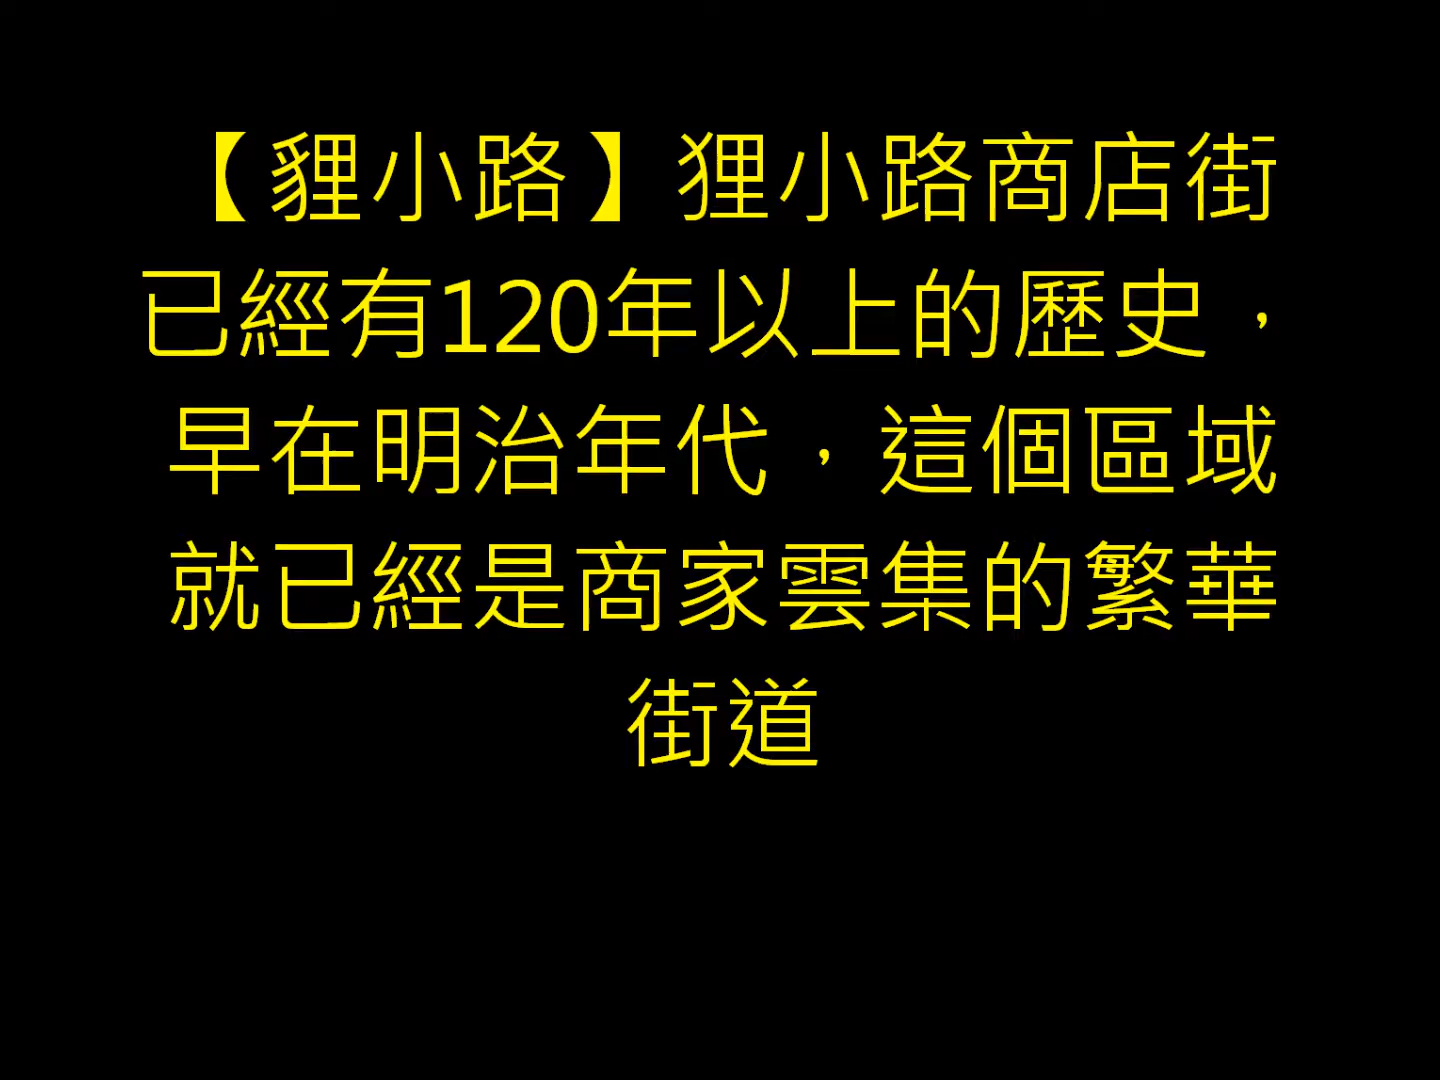 【貍小路】狸小路商店街
已經有120年以上的歷史，
早在明治年代，這個區域
就已經是商家雲集的繁華
街道